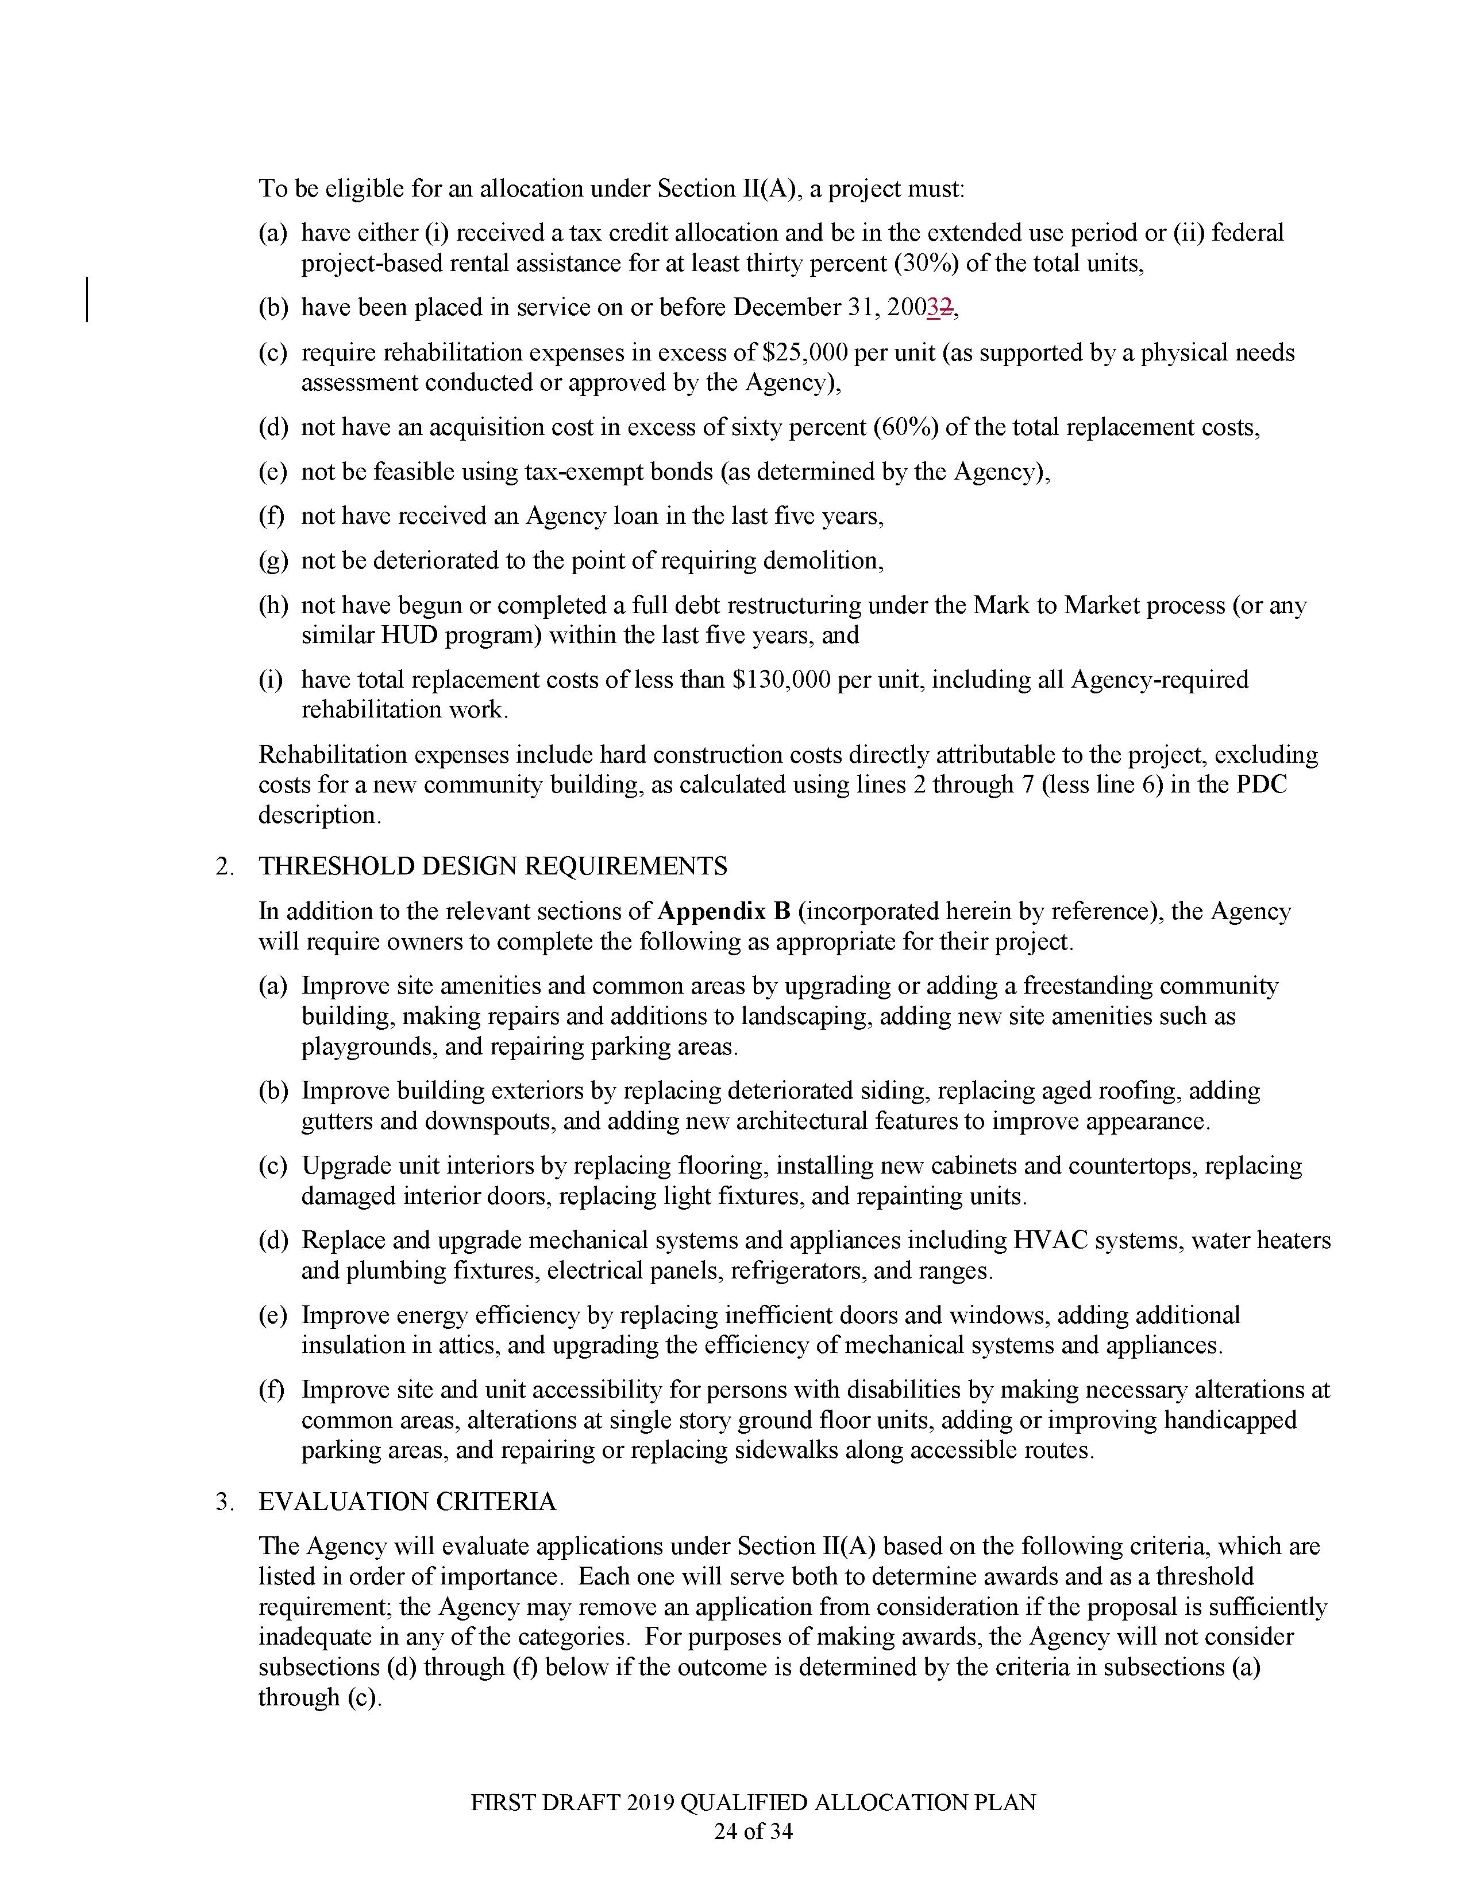 To be eligible for an allocation under Section II(A), a project must:
(a) have either (i) received a tax credit allocation and be in the extended use period or (ii) federal
project-based rental assistance for at least thirty percent (30%) of the total units,
(b) have been placed in service on or before December 31, 20032,
(c) require rehabilitation expenses in excess of $25,000 per unit (as supported by a physical needs
assessment conducted or approved by the Agency),
(d) not have an acquisition cost in excess of sixty percent (60%) of the total replacement costs,
(e) not be feasible using tax-exempt bonds (as determined by the Agency),
(f) not have received an Agency loan in the last five years,
(g) not be deteriorated to the point of requiring demolition,
(h) not have begun or completed a full debt restructuring under the Mark to Market process (or any
similar HUD program) within the last five years, and
(i) have total replacement costs of less than $130,000 per unit, including all Agency-required
rehabilitation work.
Rehabilitation expenses include hard construction costs directly attributable to the project, excluding
costs for a new community building, as calculated using lines 2 through 7 (less line 6) in the PDC
description.
2. THRESHOLD DESIGN REQUIREMENTS
In addition to the relevant sections of Appendix B (incorporated herein by reference), the Agency
will require owners to complete the following as appropriate for their project.
(a) Improve site amenities and common areas by upgrading or adding a freestanding community
building, making repairs and additions to landscaping, adding new site amenities such as
playgrounds, and repairing parking areas.
(b) Improve building exteriors by replacing deteriorated siding, replacing aged roofing, adding
gutters and downspouts, and adding new architectural features to improve appearance.
(c) Upgrade unit interiors by replacing flooring, installing new cabinets and countertops, replacing
damaged interior doors, replacing light fixtures, and repainting units.
(d) Replace and upgrade mechanical systems and appliances including HVAC systems, water heaters
and plumbing fixtures, electrical panels, refrigerators, and ranges.
(e) Improve energy efficiency by replacing inefficient doors and windows, adding additional
insulation in attics, and upgrading the efficiency of mechanical systems and appliances.
(f) Improve site and unit accessibility for persons with disabilities by making necessary alterations at
common areas, alterations at single story ground floor units, adding or improving handicapped
parking areas, and repairing or replacing sidewalks along accessible routes.
3. EVALUATION CRITERIA
The Agency will evaluate applications under Section II(A) based on the following criteria, which are
listed in order of importance.  Each one will serve both to determine awards and as a threshold
requirement; the Agency may remove an application from consideration if the proposal is sufficiently
inadequate in any of the categories.  For purposes of making awards, the Agency will not consider
subsections (d) through (f) below if the outcome is determined by the criteria in subsections (a)
through (c).
FIRST DRAFT 2019 QUALIFIED ALLOCATION PLAN
24 of 34